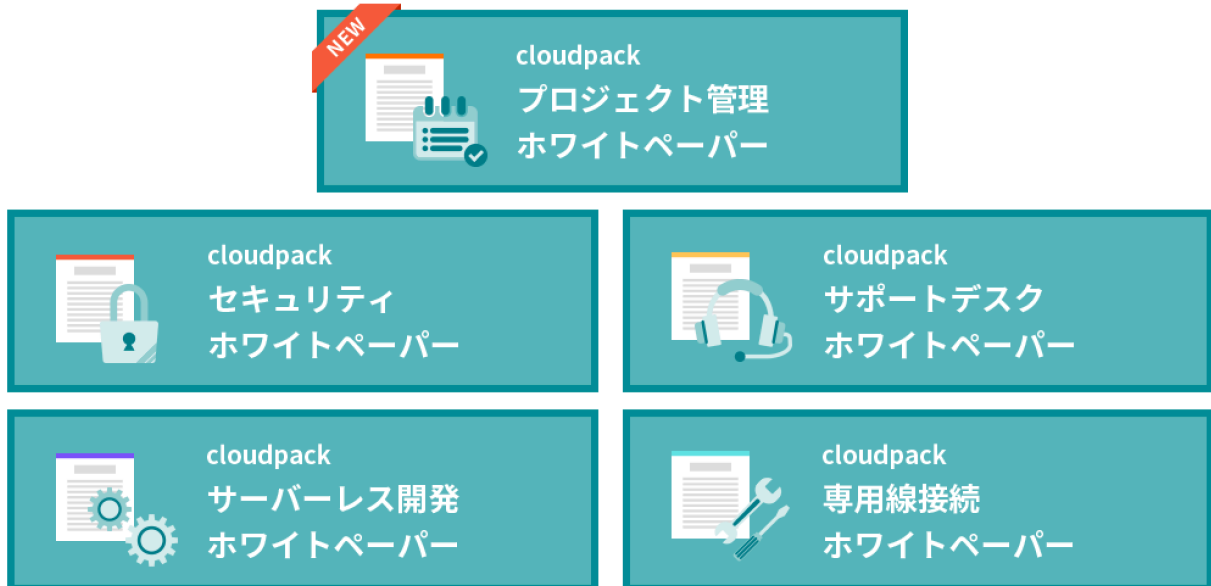 NEW
cloudpack
プロジェクト管理
ホワイトペーパー
cloudpack
セキュリティ
ホワイトペーパー
cloudpack
サポートデスク
ホワイトペーパー
cloudpack
サーバーレス開発
ホワイトペーパー
cloudpack
専用線接続
ホワイトペーパー